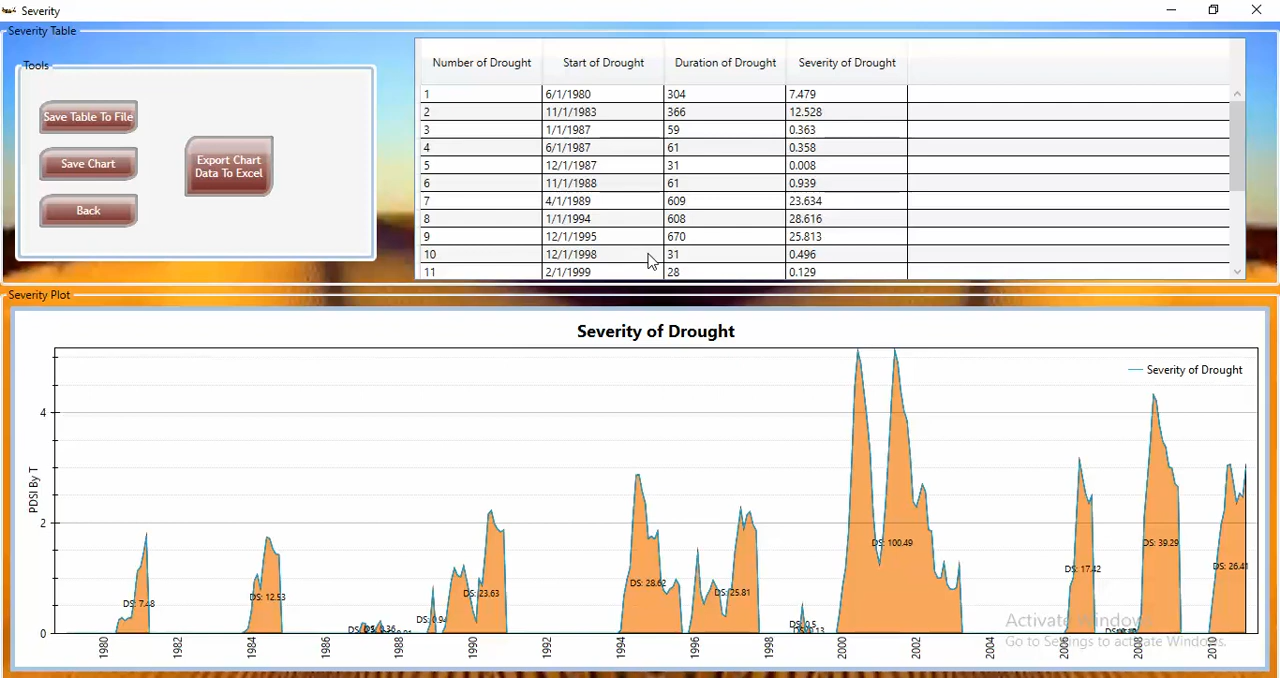 Severity
Severity Table
Tools
Save Table To File
Save Chart
Back
Export Chart
Data To Excel
Number of Drought Start of Drought Duration of Drought Severity of Drought
1 6/1/1980 304 7.479
2 11/1/1983 366 12.528
3 1/1/1987 59 0.363
4 6/1/1987 61 0.358
5 12/1/1987 31 0.008
6 11/1/1988 61 0.939
7 4/1/1989 609 23.634
8 1/1/1994 608 28.616
9 12/1/1995 670 25.813
10 12/1/1998 31 0.496
11 2/1/1999 28 0.129
Severity Plot
Severity of Drought
Severity of Drought
PDSI By T
4
2
0
DS: 7.48
DS: 12.53
DS: 0.94
DS: 23.63
DS: 28.62
DS: 25.81
DS: 0.5
DS: 100.49
DS: 17.42
DS: 39.29
DS: 26.41
1980 1982 1984 1986 1988 1990 1992 1994 1996 1998 2000 2002 2004 2006 2008 2010
Activate Windows
Go to Settings to activate Windows.